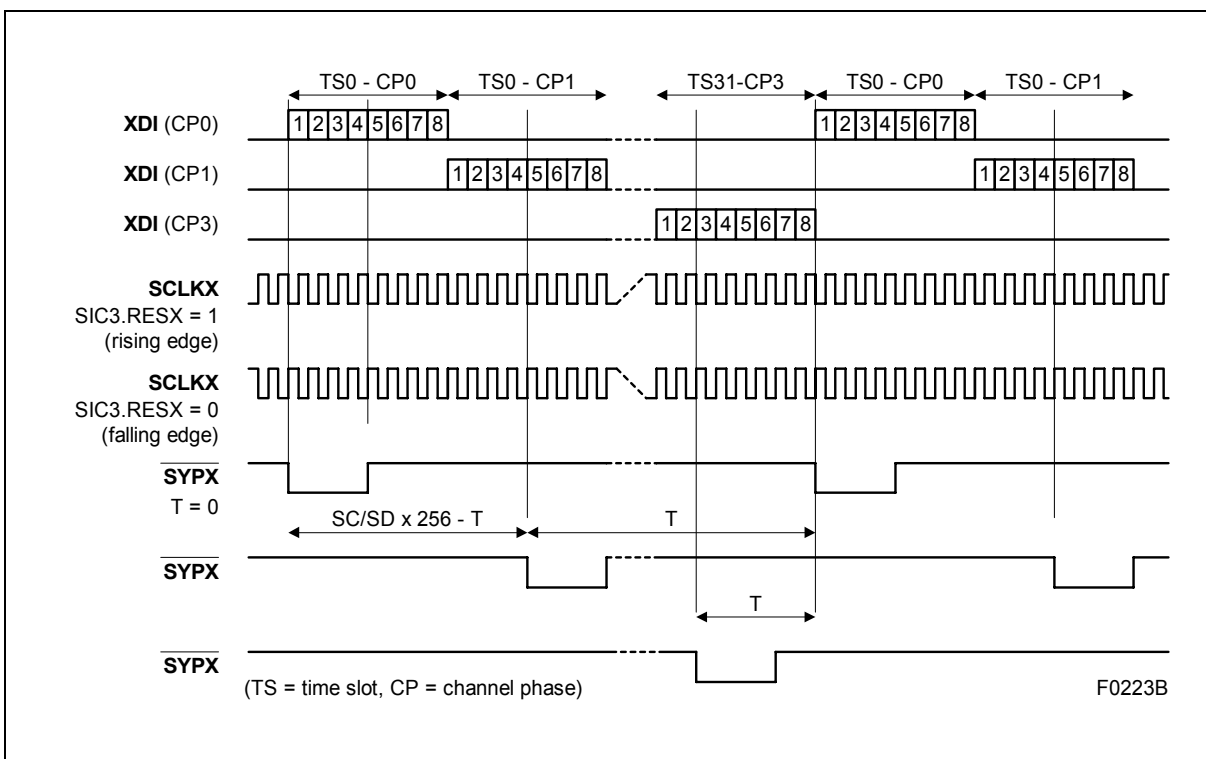 TS0 - CP0 TS0 - CP1 TS31-CP3 TS0 - CP0 TS0 - CP1
XDI (CP0) 1 2 3 4 5 6 7 8 1 2 3 4 5 6 7 8
XDI (CP1) 1 2 3 4 5 6 7 8 1 2 3 4 5 6 7 8
XDI (CP3) 1 2 3 4 5 6 7 8
SCLKX
SIC3.RESX = 1
(rising edge)
SCLKX
SIC3.RESX = 0
(falling edge)
SYPX
T = 0
SC/SD x 256 - T T
SYPX
T
SYPX
(TS = time slot, CP = channel phase) F0223B